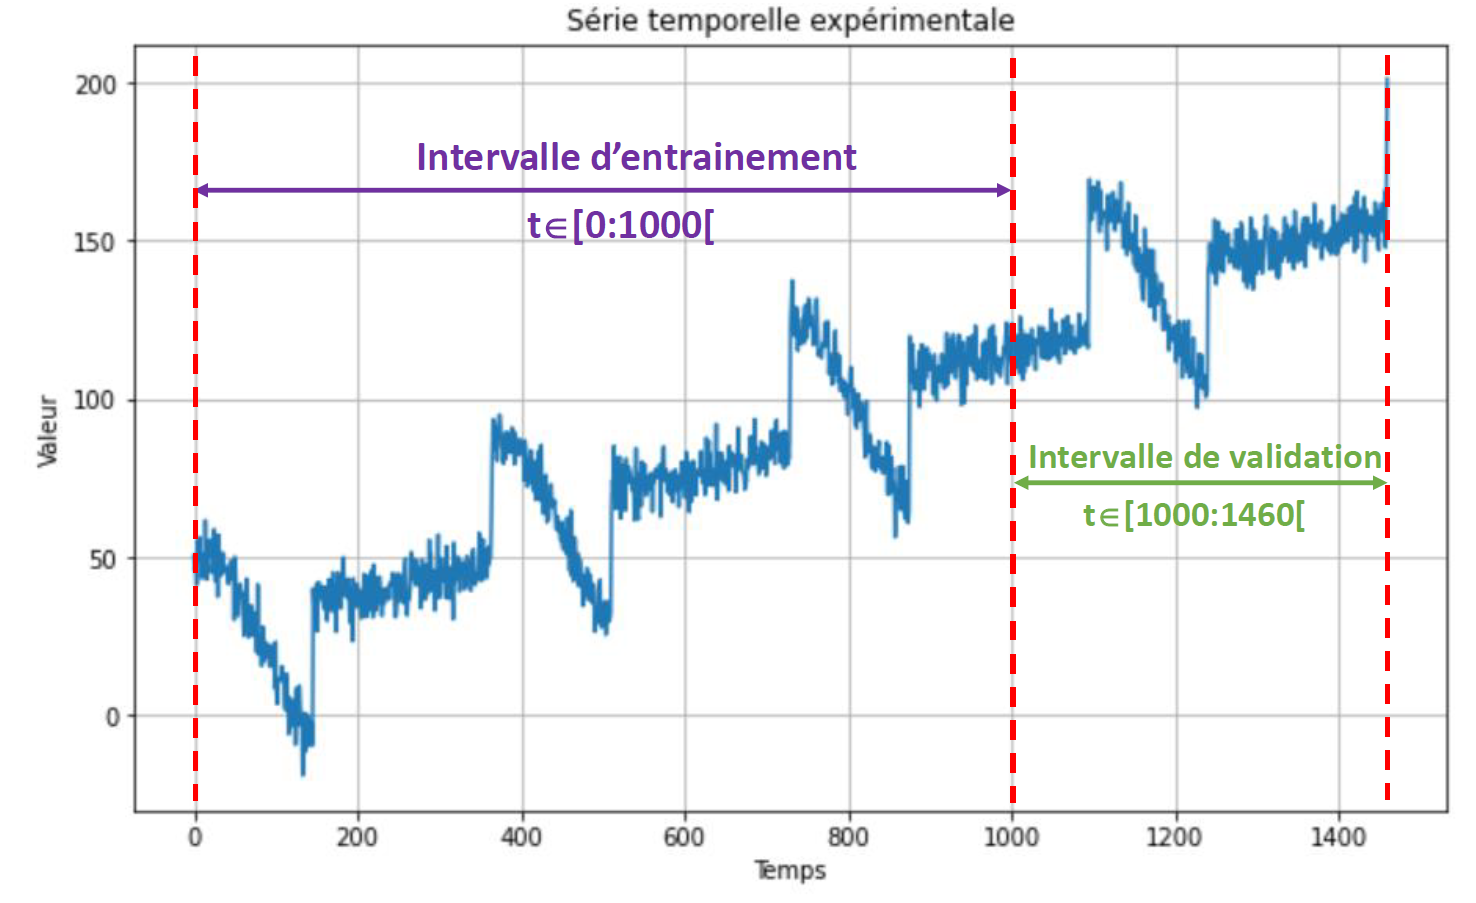 Série temporelle expérimentale
200
150
100
50
0
Valeur
Intervalle d’entrainement
t∈[0:1000[
Intervalle de validation
t∈[1000:1460[
0 200 400 600 800 1000 1200 1400
Temps